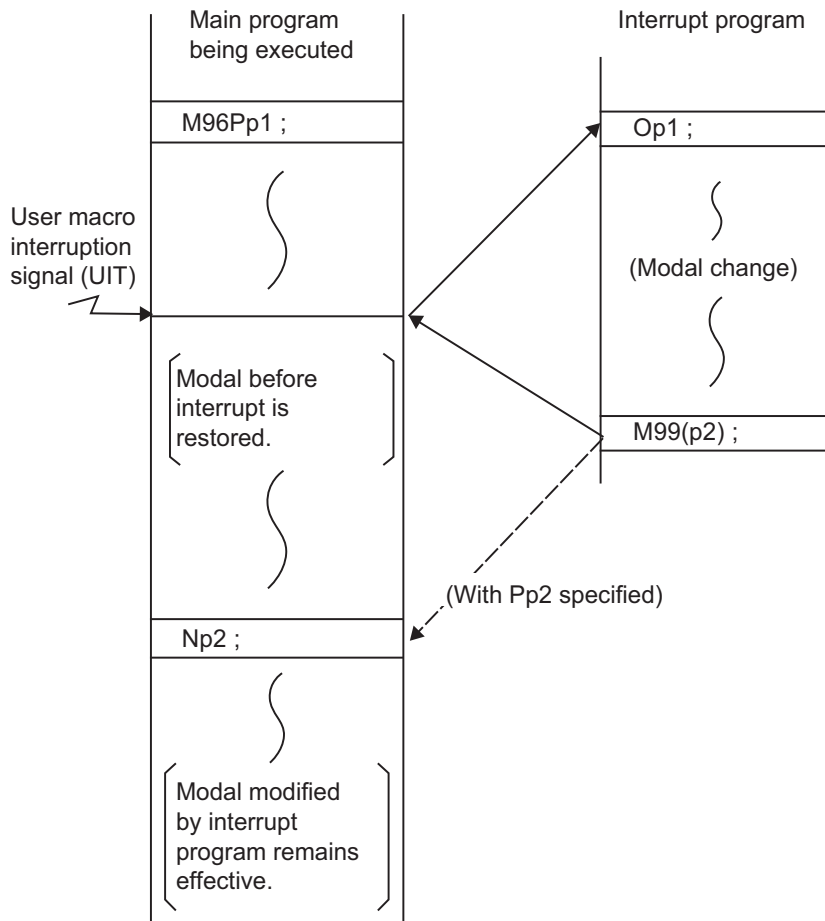 Main program
being executed
Interrupt program
M96Pp1 ;
Op1 ;
User macro
interruption
signal (UIT)
(Modal change)
Modal before
interrupt is
restored.
M99(p2) ;
(With Pp2 specified)
Np2 ;
Modal modified
by interrupt
program remains
effective.